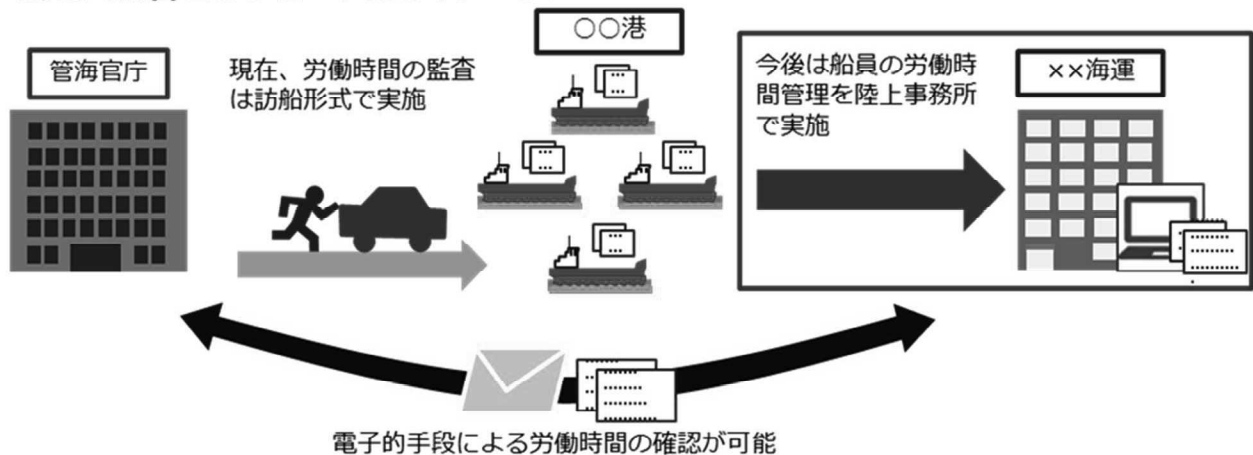 管海官庁
現在、労働時間の監査
は訪船形式で実施
○○港
今後は船員の労働時
間管理を陸上事務所
で実施
××海運
電子的手段による労働時間の確認が可能